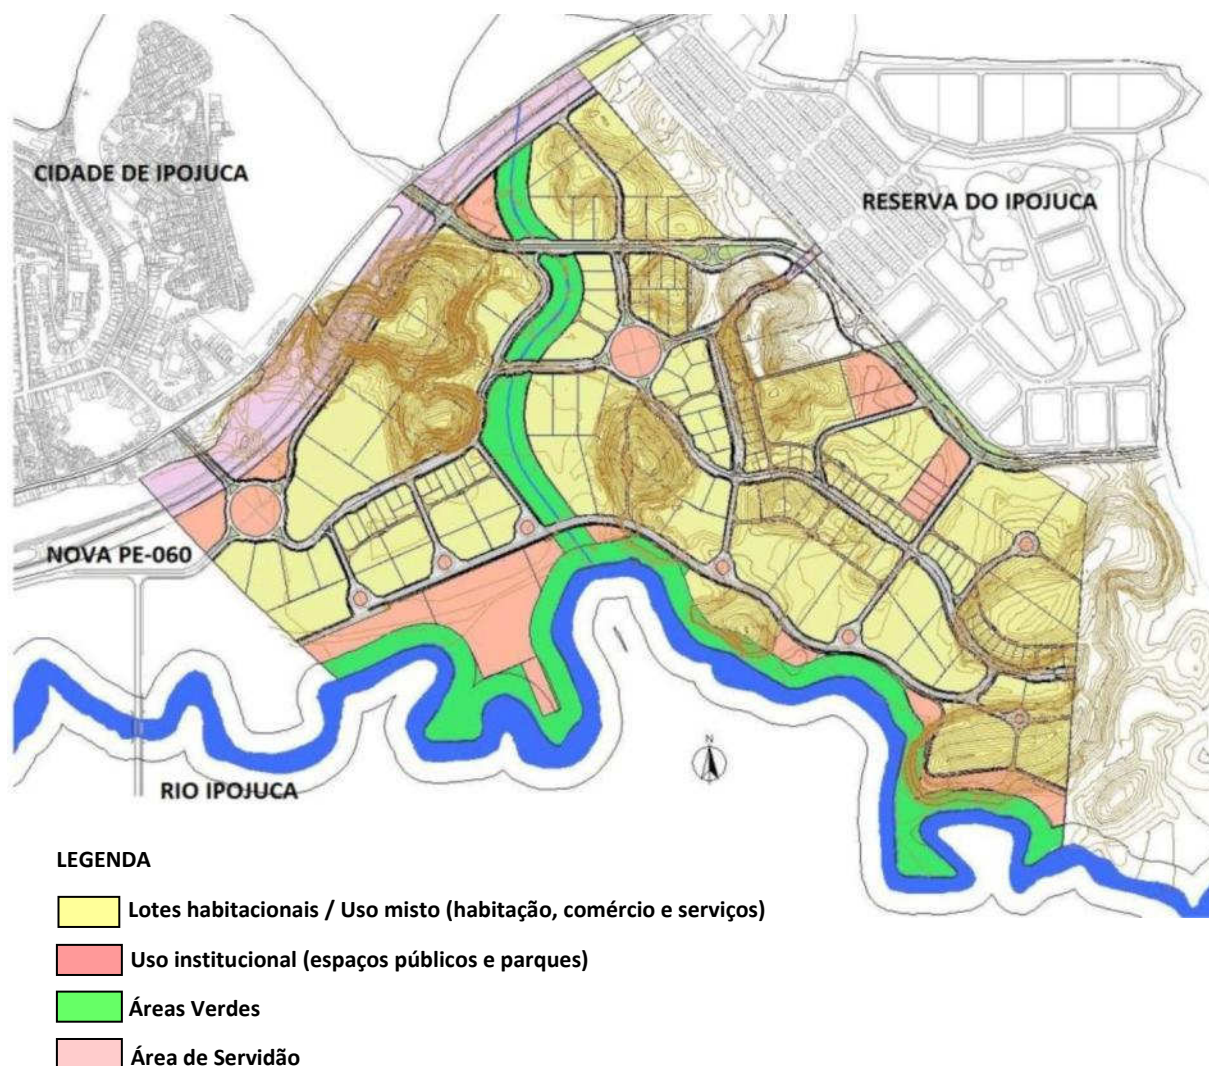 CIDADE DE IPOJUCA
RESERVA DO IPOJUCA
NOVA PE-060
N
RIO IPOJUCA
LEGENDA
Lotes habitacionais / Uso misto (habitação, comércio e serviços)
Uso institucional (espaços públicos e parques)
Áreas Verdes
Área de Servidão